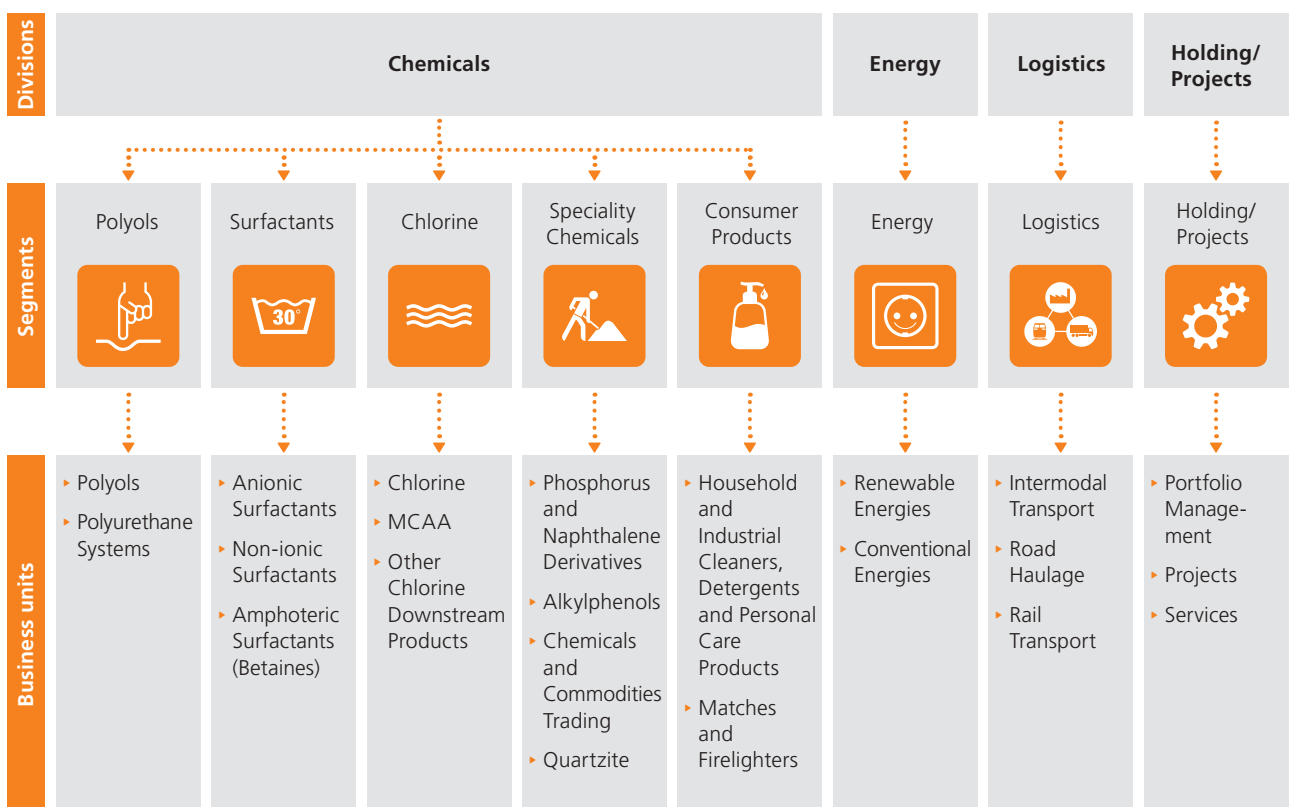 Divisions
Chemicals
Energy
Logistics
Holding/
Projects
Segments
Polyols
Surfactants
30°
Chlorine
Speciality
Chemicals
Consumer
Products
Energy
Logistics
Holding/
Projects
Business units
Polyols
Polyurethane
Systems
Anionic
Surfactants
Non-ionic
Surfactants
Amphoteric
Surfactants
(Betaines)
Chlorine
MCAA
Other
Chlorine
Downstream
Products
Phosphorus
and
Naphthalene
Derivatives
Alkylphenols
Chemicals
and
Commodities
Trading
Quartzite
Household
and
Industrial
Cleaners,
Detergents
and Personal
Care
Products
Matches
and
Firelighters
Renewable
Energies
Conventional
Energies
Intermodal
Transport
Road
Haulage
Rail
Transport
Portfolio
Manage-
ment
Projects
Services